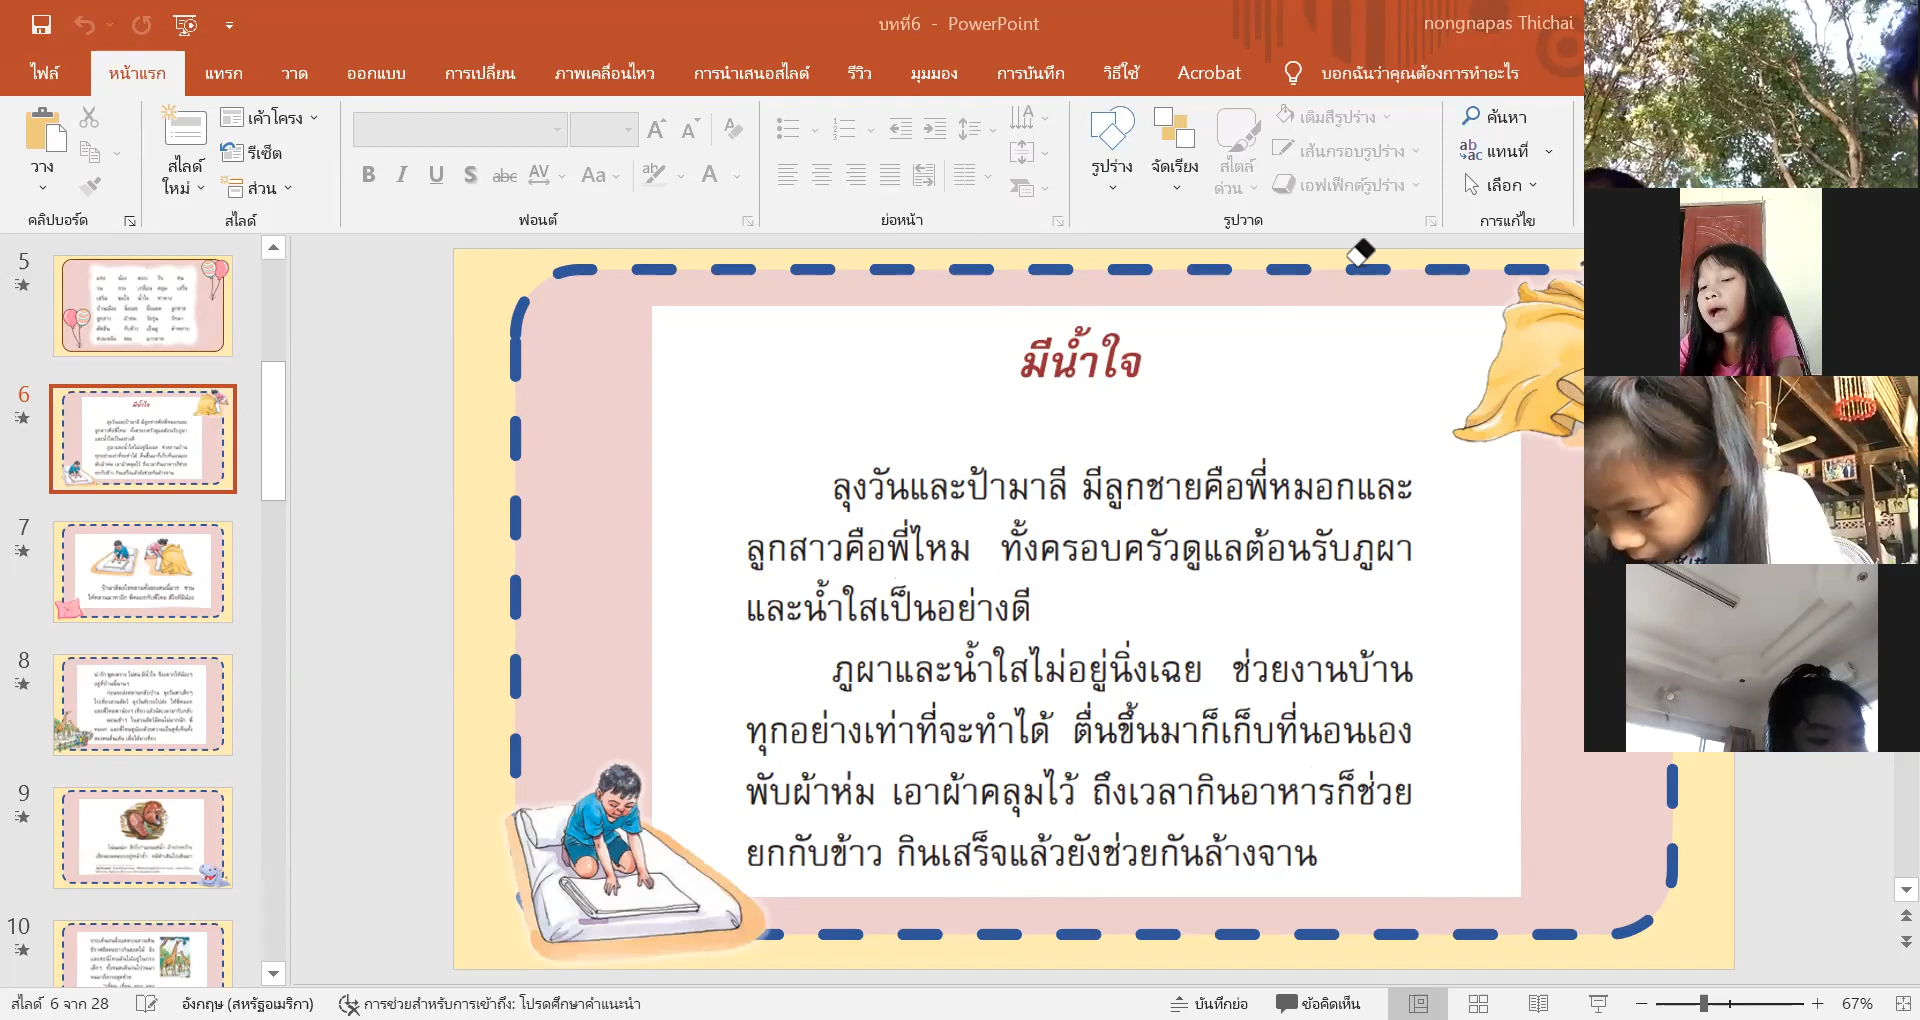 บทที่6 - PowerPoint
nongnapas Thichai
ไฟล์ หน้าแรก แทรก วาด ออกแบบ การเปลี่ยน ภาพเคลื่อนไหว การนำเสนอสไลด์ รีวิว มุมมอง การบันทึก วิธีใช้ Acrobat บอกฉันว่าคุณต้องการทำอะไร
วาง
สไลด์
ใหม่
เค้าโครง
รีเซ็ต
ส่วน
B I U S abc AV Aa A
รูปร่าง
จัดเรียง
สไตล์
ด่วน
เติมสีรูปร่าง
เส้นกรอบรูปร่าง
เอฟเฟ็กต์รูปร่าง
ค้นหา
แทนที่
เลือก
คลิปบอร์ด สไลด์ ฟอนต์ ย่อหน้า รูปวาด การแก้ไข
5
6
7
8
9
10
มีน้ำใจ
ลุงวันและป้ามาลี มีลูกชายคือพี่หมอกและ
ลูกสาวคือพี่ไหม ทั้งครอบครัวดูแลต้อนรับภูผา
และน้ำใสเป็นอย่างดี
ภูผาและน้ำใสไม่อยู่นิ่งเฉย ช่วยงานบ้าน
ทุกอย่างเท่าที่จะทำได้ ตื่นขึ้นมาก็เก็บที่นอนเอง
พับผ้าห่ม เอาผ้าคลุมไว้ ถึงเวลากินอาหารก็ช่วย
ยกกับข้าว กินเสร็จแล้วยังช่วยกันล้างจาน
สไลด์ 6 จาก 28 อังกฤษ (สหรัฐอเมริกา) การช่วยสำหรับการเข้าถึง: โปรดศึกษาคำแนะนำ บันทึกย่อ ข้อคิดเห็น 67%